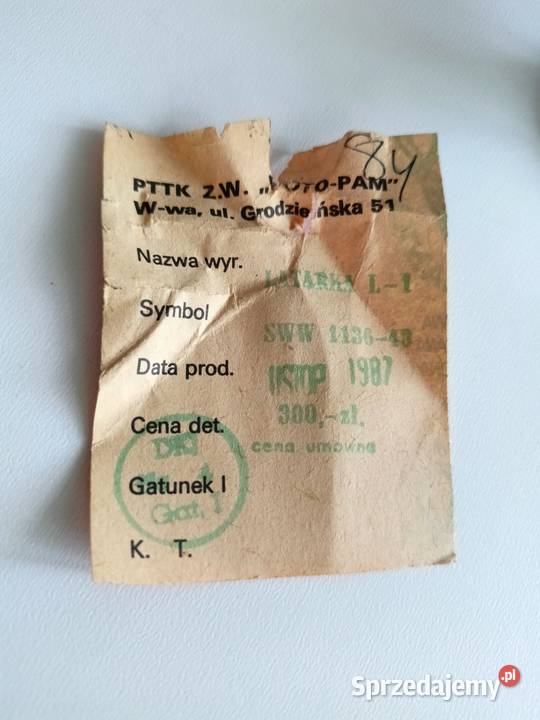 84
PTTK Z.W. „FOTO-PAM”
W-wa, ul. Grodzieńska 51
Nazwa wyr. LATARKA L-1
Symbol SWW 1136-43
Data prod. 1987
Cena det. 300,-zł.
cena umowna
Gatunek I
K. T.
Sprzedajemy.pl